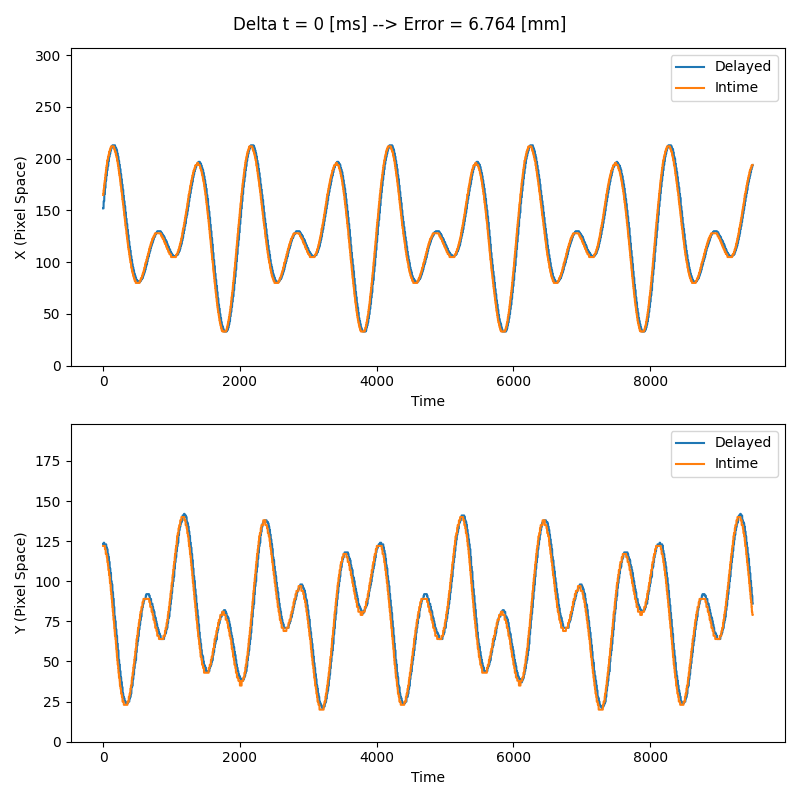 Delta t = 0 [ms] --> Error = 6.764 [mm]
300
250
200
150
100
50
0
X (Pixel Space)
Delayed
Intime
0
2000
4000
6000
8000
Time
175
150
125
100
75
50
25
0
Y (Pixel Space)
Delayed
Intime
0
2000
4000
6000
8000
Time